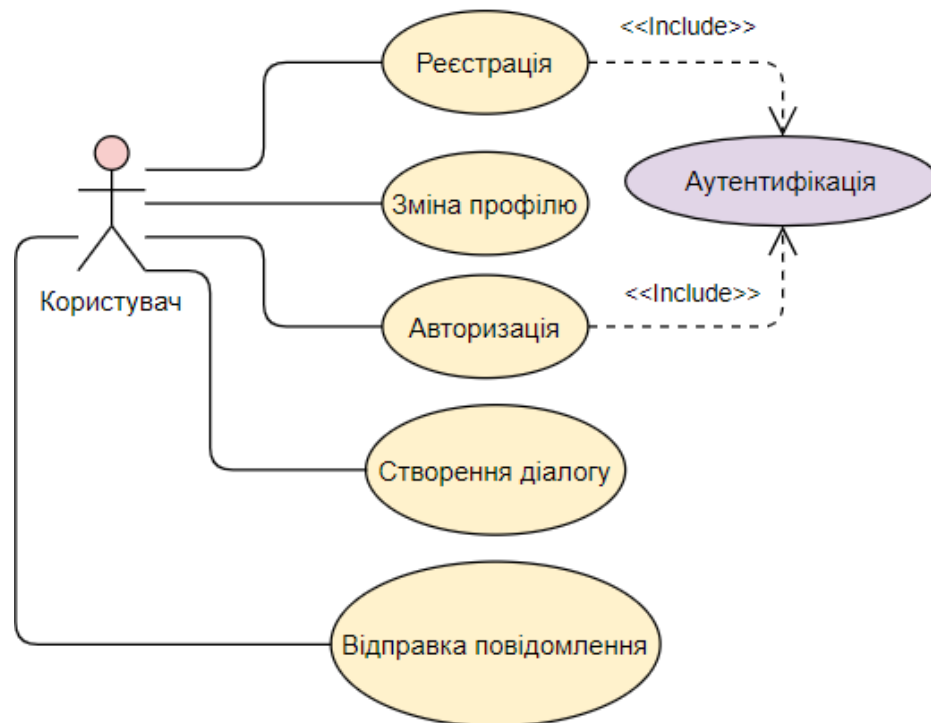 <<Include>>
Реєстрація
Аутентифікація
Зміна профілю
Користувач
<<Include>>
Авторизація
Створення діалогу
Відправка повідомлення